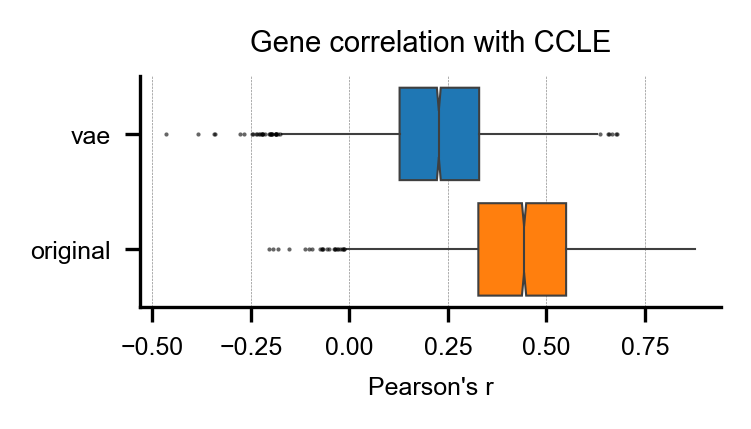 Gene correlation with CCLE
vae
original
−0.50 −0.25 0.00 0.25 0.50 0.75
Pearson's r